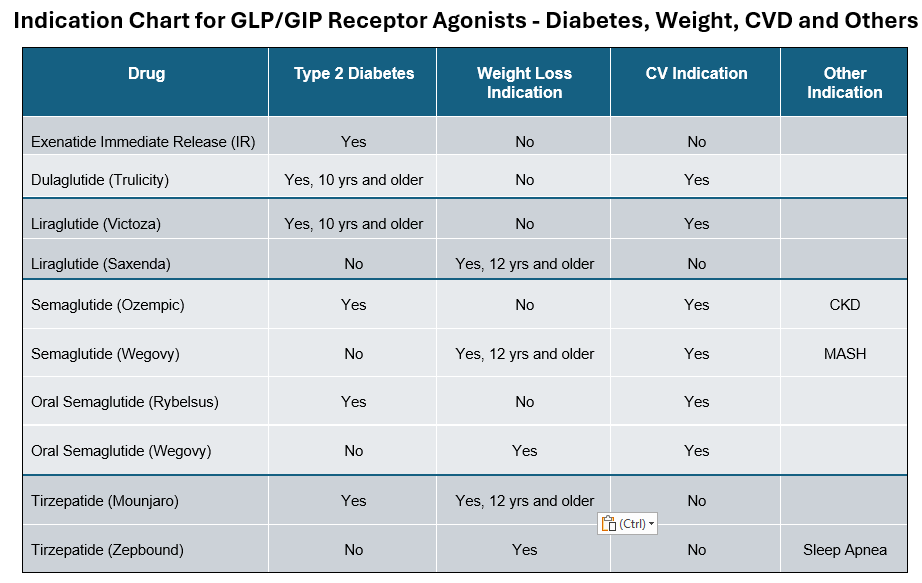 Indication Chart for GLP/GIP Receptor Agonists - Diabetes, Weight, CVD and Others
Drug Type 2 Diabetes Weight Loss Indication CV Indication Other Indication
Exenatide Immediate Release (IR) Yes No No
Dulaglutide (Trulicity) Yes, 10 yrs and older No Yes
Liraglutide (Victoza) Yes, 10 yrs and older No Yes
Liraglutide (Saxenda) No Yes, 12 yrs and older No
Semaglutide (Ozempic) Yes No Yes CKD
Semaglutide (Wegovy) No Yes, 12 yrs and older Yes MASH
Oral Semaglutide (Rybelsus) Yes No Yes
Oral Semaglutide (Wegovy) No Yes Yes
Tirzepatide (Mounjaro) Yes Yes, 12 yrs and older No
(Ctrl)
Tirzepatide (Zepbound) No Yes No Sleep Apnea